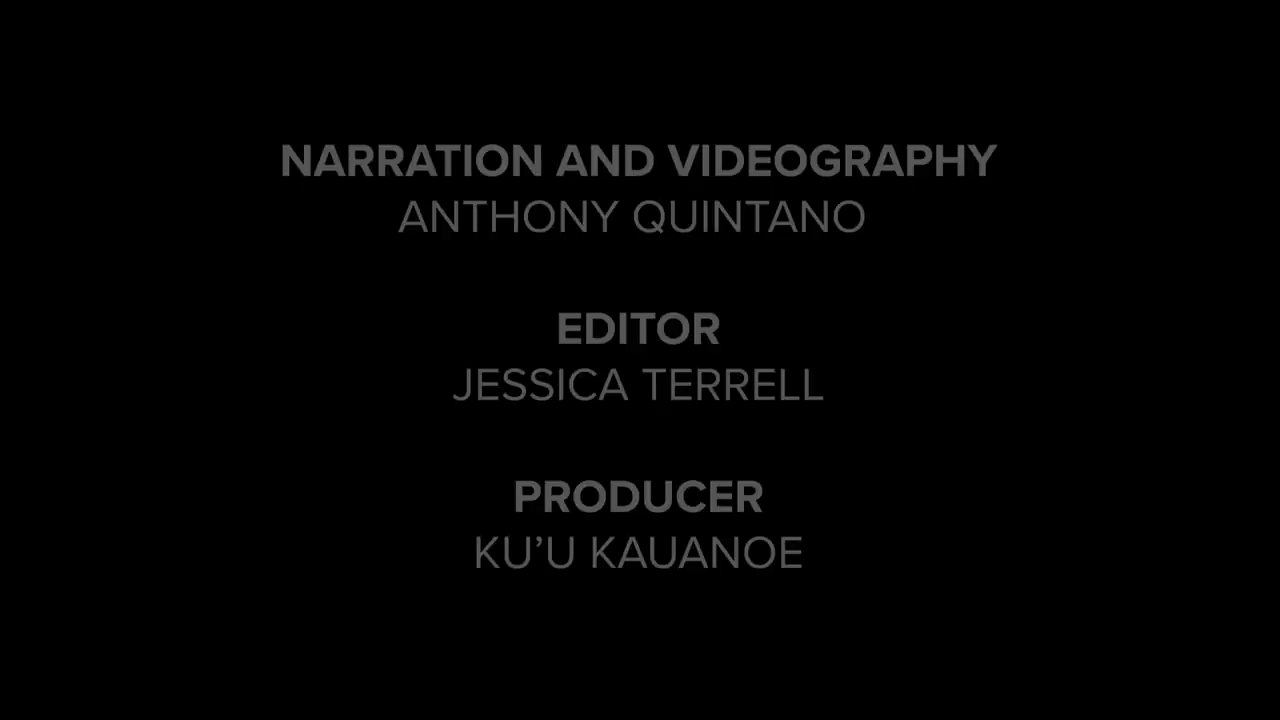 NARRATION AND VIDEOGRAPHY
ANTHONY QUINTANO
EDITOR
JESSICA TERRELL
PRODUCER
KU’U KAUANOE